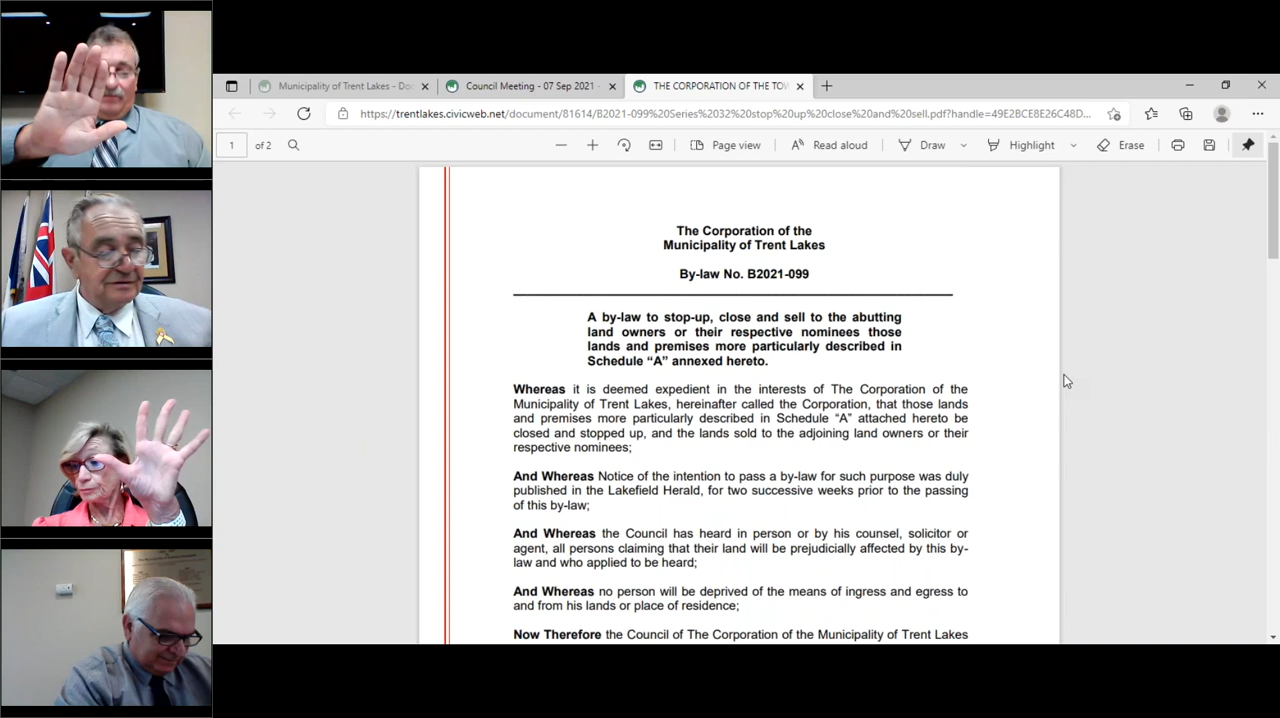 Municipality of Trent Lakes - Doc
Council Meeting - 07 Sep 2021 -
THE CORPORATION OF THE TOW
https://trentlakes.civicweb.net/document/81614/B2021-099%20Series%2032%20stop%20up%20close%20and%20sell.pdf?handle=49E2BCE8E26C48D...
1 of 2
Page view
Read aloud
Draw
Highlight
Erase
The Corporation of the
Municipality of Trent Lakes
By-law No. B2021-099
A by-law to stop-up, close and sell to the abutting
land owners or their respective nominees those
lands and premises more particularly described in
Schedule “A” annexed hereto.
Whereas it is deemed expedient in the interests of The Corporation of the
Municipality of Trent Lakes, hereinafter called the Corporation, that those lands
and premises more particularly described in Schedule “A” attached hereto be
closed and stopped up, and the lands sold to the adjoining land owners or their
respective nominees;
And Whereas Notice of the intention to pass a by-law for such purpose was duly
published in the Lakefield Herald, for two successive weeks prior to the passing
of this by-law;
And Whereas the Council has heard in person or by his counsel, solicitor or
agent, all persons claiming that their land will be prejudicially affected by this by-
law and who applied to be heard;
And Whereas no person will be deprived of the means of ingress and egress to
and from his lands or place of residence;
Now Therefore the Council of The Corporation of the Municipality of Trent Lakes